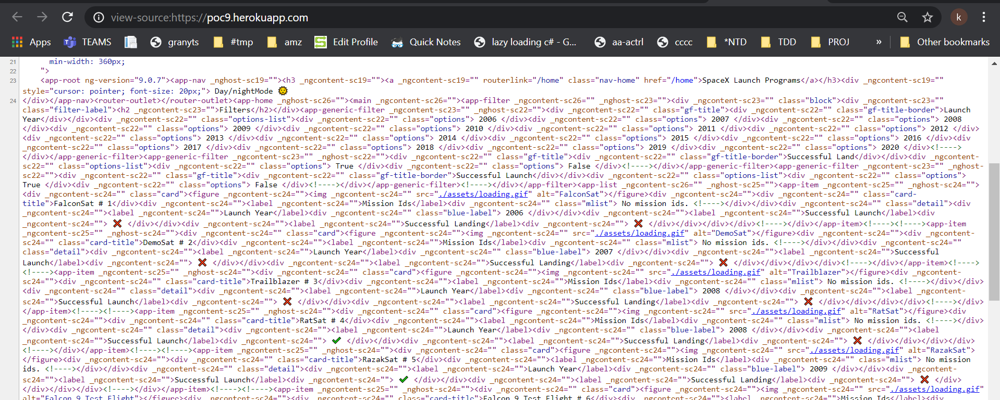 view-source:https://poc9.herokuapp.com k
Apps TEAMS granyts #tmp amz Edit Profile Quick Notes lazy loading c# - G... aa-actrl cccc *NTD TDD PROJ » Other bookmarks
21 min-width: 360px;
22 ">
23 <app-root ng-version="9.0.7"><app-nav _nghost-sc19=""><h3 _ngcontent-sc19=""><a _ngcontent-sc19="" routerlink="/home" class="nav-home" href="/home">SpaceX Launch Programs</a></h3><div _ngcontent-sc19=""
style="cursor: pointer; font-size: 20px;"> Day/nightMode 🌞
24 </div></app-nav><router-outlet></router-outlet><app-home _nghost-sc26=""><main _ngcontent-sc26=""><app-filter _ngcontent-sc26="" _nghost-sc23=""><div _ngcontent-sc23="" class="block"><div _ngcontent-sc23=""
class="filter-label"><h2 _ngcontent-sc23="">Filters</h2></div><app-generic-filter _ngcontent-sc23="" _nghost-sc22=""><div _ngcontent-sc22="" class="gf-title"><div _ngcontent-sc22="" class="gf-title-border">Launch
Year</div></div><div _ngcontent-sc22="" class="options-list"><div _ngcontent-sc22="" class="options"> 2006 </div><div _ngcontent-sc22="" class="options"> 2007 </div><div _ngcontent-sc22="" class="options"> 2008
</div><div _ngcontent-sc22="" class="options"> 2009 </div><div _ngcontent-sc22="" class="options"> 2010 </div><div _ngcontent-sc22="" class="options"> 2011 </div><div _ngcontent-sc22="" class="options"> 2012 </div>
<div _ngcontent-sc22="" class="options"> 2013 </div><div _ngcontent-sc22="" class="options"> 2014 </div><div _ngcontent-sc22="" class="options"> 2015 </div><div _ngcontent-sc22="" class="options"> 2016 </div><div
_ngcontent-sc22="" class="options"> 2017 </div><div _ngcontent-sc22="" class="options"> 2018 </div><div _ngcontent-sc22="" class="options"> 2019 </div><div _ngcontent-sc22="" class="options"> 2020 </div><!---->
</div></app-generic-filter><app-generic-filter _ngcontent-sc23="" _nghost-sc22=""><div _ngcontent-sc22="" class="gf-title"><div _ngcontent-sc22="" class="gf-title-border">Successful Land</div></div><div _ngcontent-
sc22="" class="options-list"><div _ngcontent-sc22="" class="options"> True </div><div _ngcontent-sc22="" class="options"> False </div><!----></div></app-generic-filter><app-generic-filter _ngcontent-sc23="" _nghost-
sc22=""><div _ngcontent-sc22="" class="gf-title"><div _ngcontent-sc22="" class="gf-title-border">Successful Launch</div></div><div _ngcontent-sc22="" class="options-list"><div _ngcontent-sc22="" class="options">
True </div><div _ngcontent-sc22="" class="options"> False </div><!----></div></app-generic-filter><!----></div></app-filter><app-list _ngcontent-sc26="" _nghost-sc25=""><app-item _ngcontent-sc25="" _nghost-sc24="">
<div _ngcontent-sc24="" class="card"><figure _ngcontent-sc24=""><img _ngcontent-sc24="" src="./assets/loading.gif" alt="FalconSat"></figure><div _ngcontent-sc24=""><div _ngcontent-sc24="" class="card-
title">FalconSat # 1</div><div _ngcontent-sc24=""><label _ngcontent-sc24="">Mission Ids</label><div _ngcontent-sc24="" class="mlist"> No mission ids. <!----></div></div><div _ngcontent-sc24="" class="detail"><div
_ngcontent-sc24=""><label _ngcontent-sc24="">Launch Year</label><div _ngcontent-sc24="" class="blue-label"> 2006 </div></div><div _ngcontent-sc24=""><label _ngcontent-sc24="">Successful Launch</label><div
_ngcontent-sc24=""> ❌ </div></div><div _ngcontent-sc24=""><label _ngcontent-sc24="">Successful Landing</label><div _ngcontent-sc24=""> ❌ </div></div></div></div><!----></div></app-item><!----><!----><app-item
_ngcontent-sc25="" _nghost-sc24=""><div _ngcontent-sc24="" class="card"><figure _ngcontent-sc24=""><img _ngcontent-sc24="" src="./assets/loading.gif" alt="DemoSat"></figure><div _ngcontent-sc24=""><div _ngcontent-
sc24="" class="card-title">DemoSat # 2</div><div _ngcontent-sc24=""><label _ngcontent-sc24="">Mission Ids</label><div _ngcontent-sc24="" class="mlist"> No mission ids. <!----></div></div><div _ngcontent-sc24=""
class="detail"><div _ngcontent-sc24=""><label _ngcontent-sc24="">Launch Year</label><div _ngcontent-sc24="" class="blue-label"> 2007 </div></div><div _ngcontent-sc24=""><label _ngcontent-sc24="">Successful
Launch</label><div _ngcontent-sc24=""> ❌ </div></div><div _ngcontent-sc24=""><label _ngcontent-sc24="">Successful Landing</label><div _ngcontent-sc24=""> ❌ </div></div></div></div><!----></div></app-item><!---->
<!----><app-item _ngcontent-sc25="" _nghost-sc24=""><div _ngcontent-sc24="" class="card"><figure _ngcontent-sc24=""><img _ngcontent-sc24="" src="./assets/loading.gif" alt="Trailblazer"></figure><div _ngcontent-
sc24=""><div _ngcontent-sc24="" class="card-title">Trailblazer # 3</div><div _ngcontent-sc24=""><label _ngcontent-sc24="">Mission Ids</label><div _ngcontent-sc24="" class="mlist"> No mission ids. <!----></div></div>
<div _ngcontent-sc24="" class="detail"><div _ngcontent-sc24=""><label _ngcontent-sc24="">Launch Year</label><div _ngcontent-sc24="" class="blue-label"> 2008 </div></div><div _ngcontent-sc24=""><label _ngcontent-
sc24="">Successful Launch</label><div _ngcontent-sc24=""> ❌ </div></div><div _ngcontent-sc24=""><label _ngcontent-sc24="">Successful Landing</label><div _ngcontent-sc24=""> ❌ </div></div></div></div><!----></div>
</app-item><!----><!----><app-item _ngcontent-sc25="" _nghost-sc24=""><div _ngcontent-sc24="" class="card"><figure _ngcontent-sc24=""><img _ngcontent-sc24="" src="./assets/loading.gif" alt="RatSat"></figure><div
_ngcontent-sc24=""><div _ngcontent-sc24="" class="card-title">RatSat # 4</div><div _ngcontent-sc24=""><label _ngcontent-sc24="">Mission Ids</label><div _ngcontent-sc24="" class="mlist"> No mission ids. <!----></div>
</div><div _ngcontent-sc24="" class="detail"><div _ngcontent-sc24=""><label _ngcontent-sc24="">Launch Year</label><div _ngcontent-sc24="" class="blue-label"> 2008 </div></div><div _ngcontent-sc24=""><label
_ngcontent-sc24="">Successful Launch</label><div _ngcontent-sc24=""> ✔ </div></div><div _ngcontent-sc24=""><label _ngcontent-sc24="">Successful Landing</label><div _ngcontent-sc24=""> ❌ </div></div></div></div>
<!----></div></app-item><!----><!----><app-item _ngcontent-sc25="" _nghost-sc24=""><div _ngcontent-sc24="" class="card"><figure _ngcontent-sc24=""><img _ngcontent-sc24="" src="./assets/loading.gif" alt="RazakSat">
</figure><div _ngcontent-sc24=""><div _ngcontent-sc24="" class="card-title">RazakSat # 5</div><div _ngcontent-sc24=""><label _ngcontent-sc24="">Mission Ids</label><div _ngcontent-sc24="" class="mlist"> No mission
ids. <!----></div></div><div _ngcontent-sc24="" class="detail"><div _ngcontent-sc24=""><label _ngcontent-sc24="">Launch Year</label><div _ngcontent-sc24="" class="blue-label"> 2009 </div></div><div _ngcontent-
sc24=""><label _ngcontent-sc24="">Successful Launch</label><div _ngcontent-sc24=""> ✔ </div></div><div _ngcontent-sc24=""><label _ngcontent-sc24="">Successful Landing</label><div _ngcontent-sc24=""> ❌ </div>
</div></div></div><!----></div></app-item><!----><!----><app-item _ngcontent-sc25="" _nghost-sc24=""><div _ngcontent-sc24="" class="card"><figure _ngcontent-sc24=""><img _ngcontent-sc24="" src="./assets/loading.gif"
alt="Falcon 9 Test Flight"></figure><div _ngcontent-sc24=""><div _ngcontent-sc24="" class="card-title">Falcon 9 Test Flight # 6</div><div _ngcontent-sc24=""><label _ngcontent-sc24="">Mission Ids</label><div